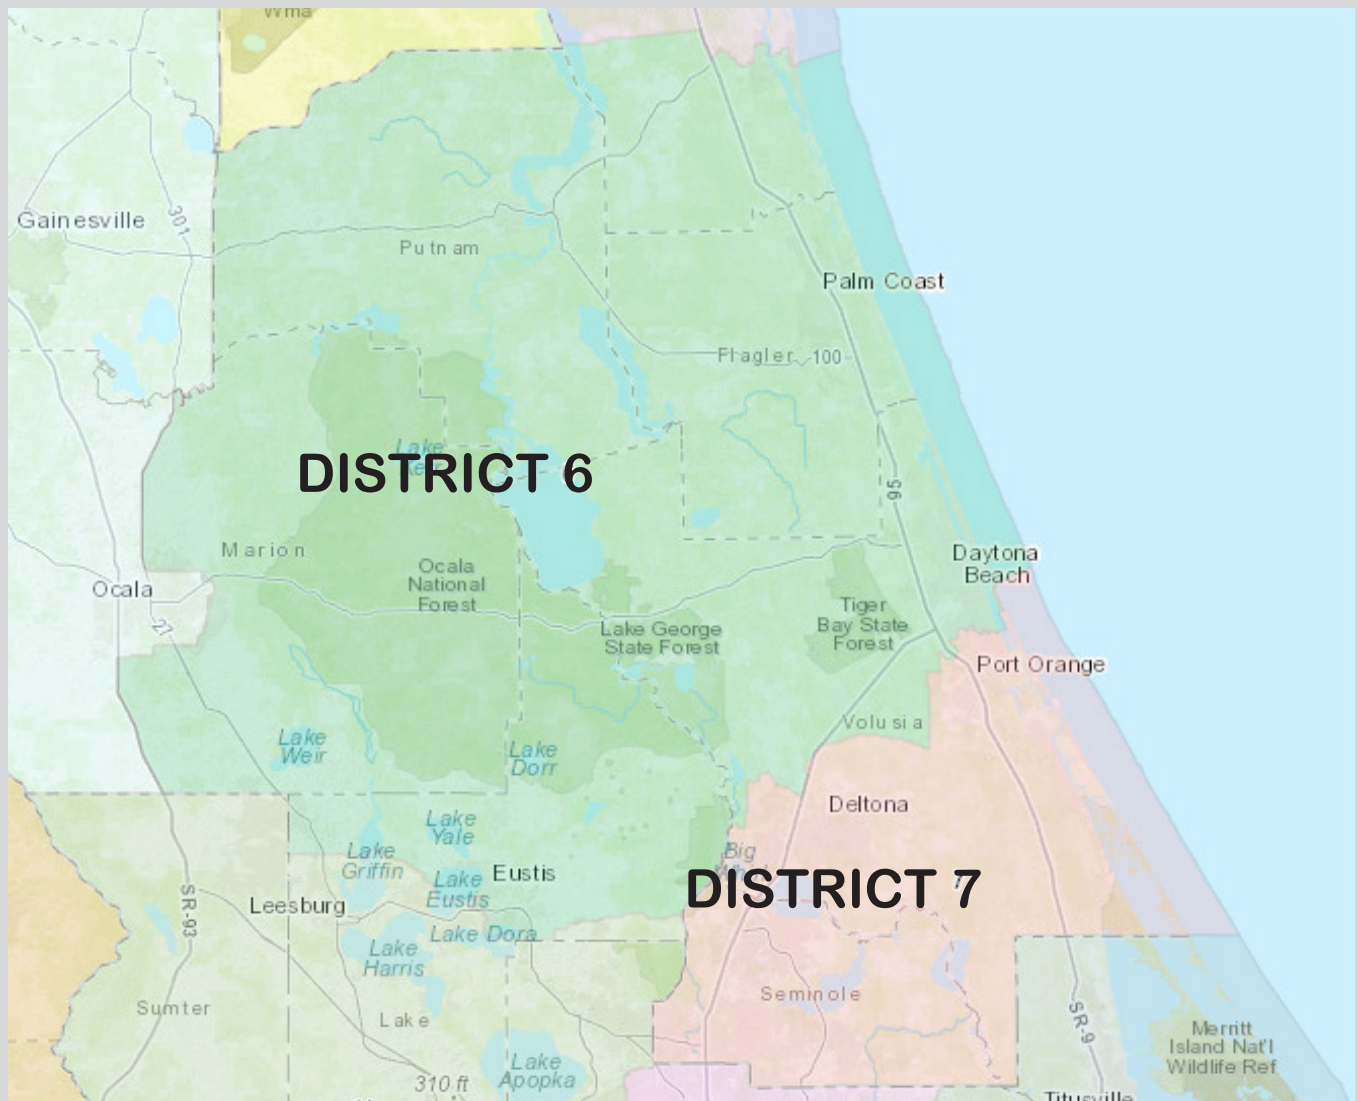 Wma
Gainesville
301
Putnam
Palm Coast
Flagler
100
Lake
DISTRICT 6
95
Marion
Ocala
National
Forest
Daytona
Beach
Ocala
27
Lake George
State Forest
Tiger
Bay State
Forest
Port Orange
Volusia
Lake
Weir
Lake
Dorr
Deltona
Lake
Yale
Lake
Griffin
Big
Eustis
Lake
Eustis
DISTRICT 7
SR-93
Leesburg
Lake Dora
Lake
Harris
Sumter
Seminole
Lake
SR-9
Merritt
Island Nat'l
Wildlife Ref
Lake
Apopka
310 ft
Titusville